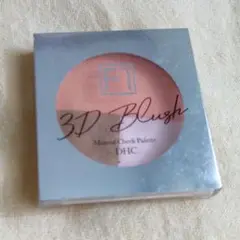 3D Blush
Mineral Cheek Palette
DHC